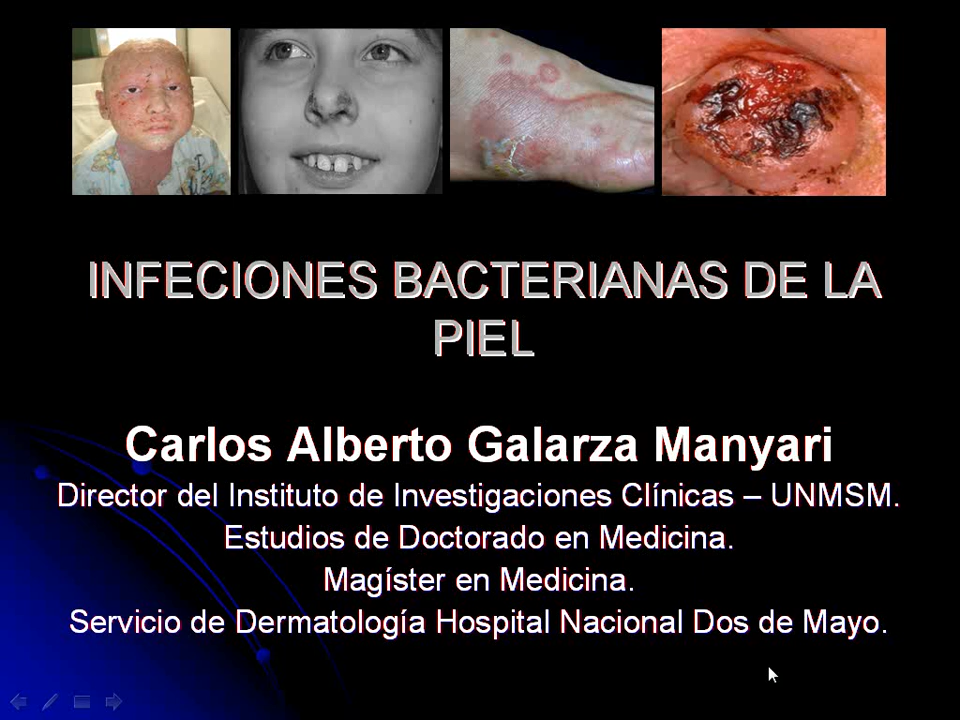 INFECIONES BACTERIANAS DE LA
PIEL
Carlos Alberto Galarza Manyari
Director del Instituto de Investigaciones Clínicas – UNMSM.
Estudios de Doctorado en Medicina.
Magíster en Medicina.
Servicio de Dermatología Hospital Nacional Dos de Mayo.